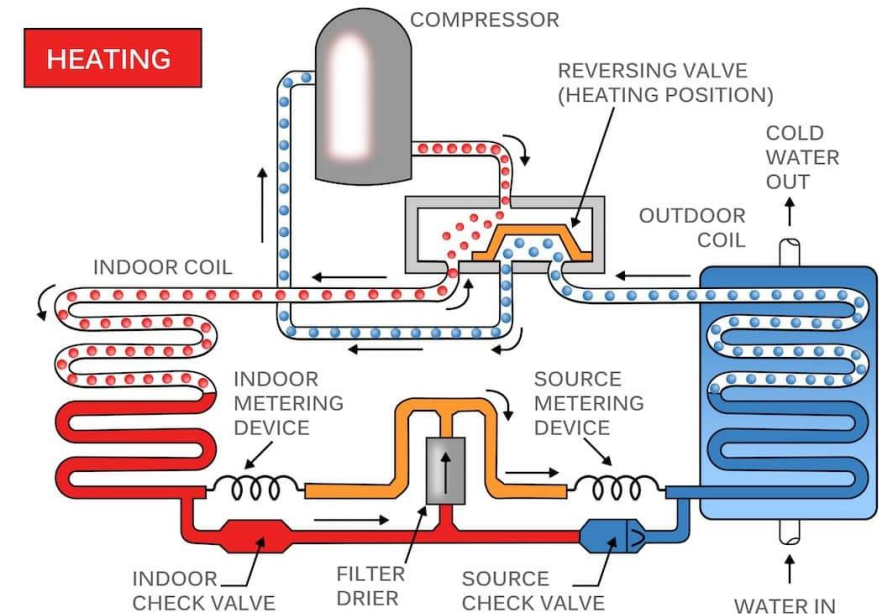 HEATING
COMPRESSOR
REVERSING VALVE
(HEATING POSITION)
COLD
WATER
OUT
OUTDOOR
COIL
INDOOR COIL
INDOOR
METERING
DEVICE
SOURCE
METERING
DEVICE
INDOOR
CHECK VALVE
FILTER
DRIER
SOURCE
CHECK VALVE
WATER IN